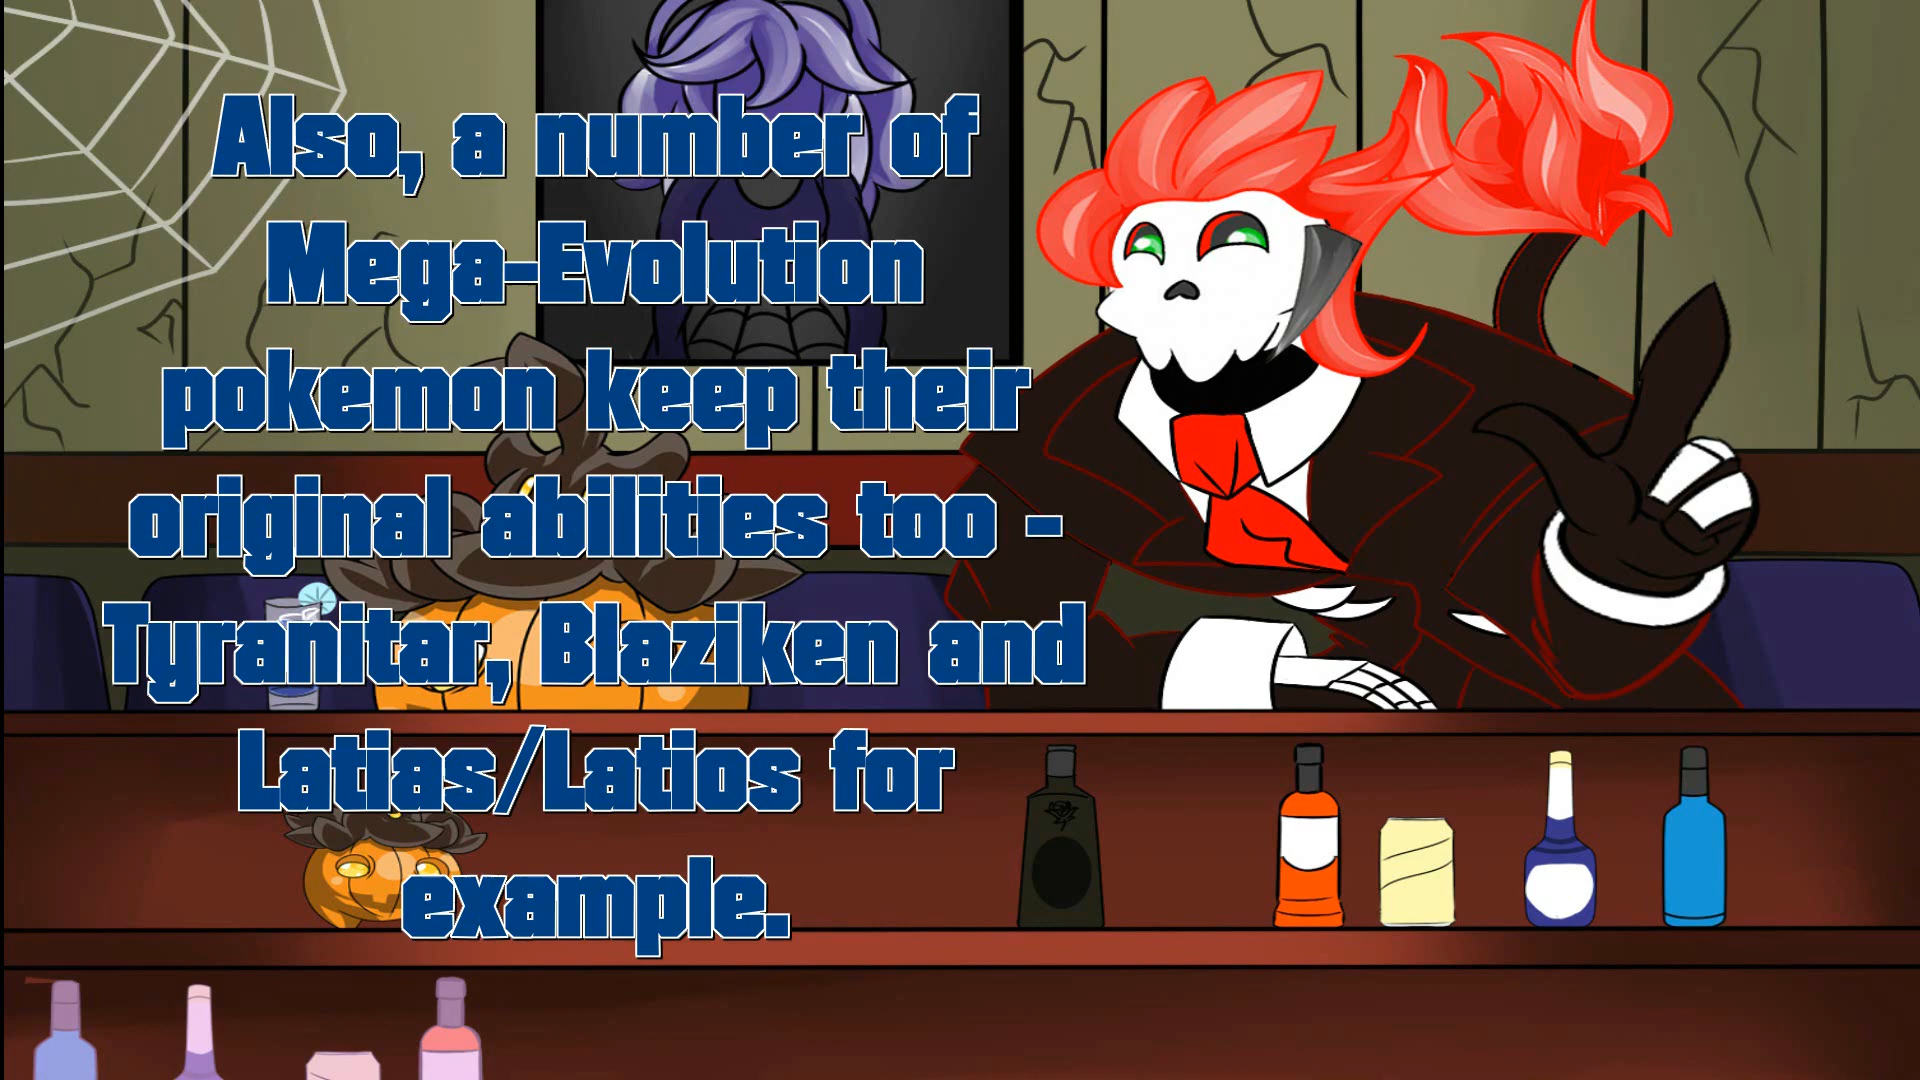 Also, a number of
Mega-Evolution
pokemon keep their
original abilities too -
Tyranitar, Blaziken and
Latias/Latios for
example.